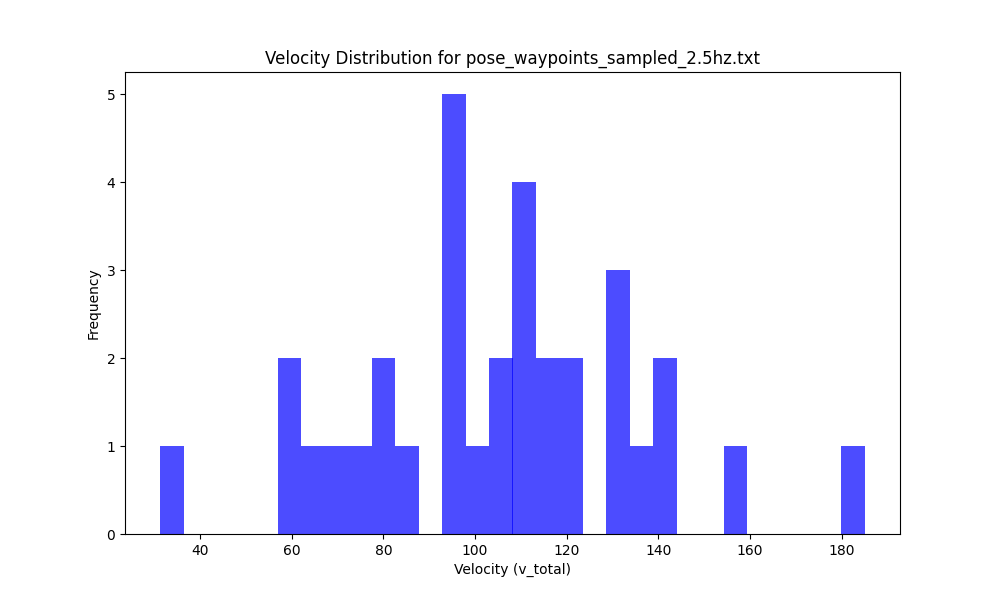 Velocity Distribution for pose_waypoints_sampled_2.5hz.txt
5
4
3
2
1
0
Frequency
40 60 80 100 120 140 160 180
Velocity (v_total)